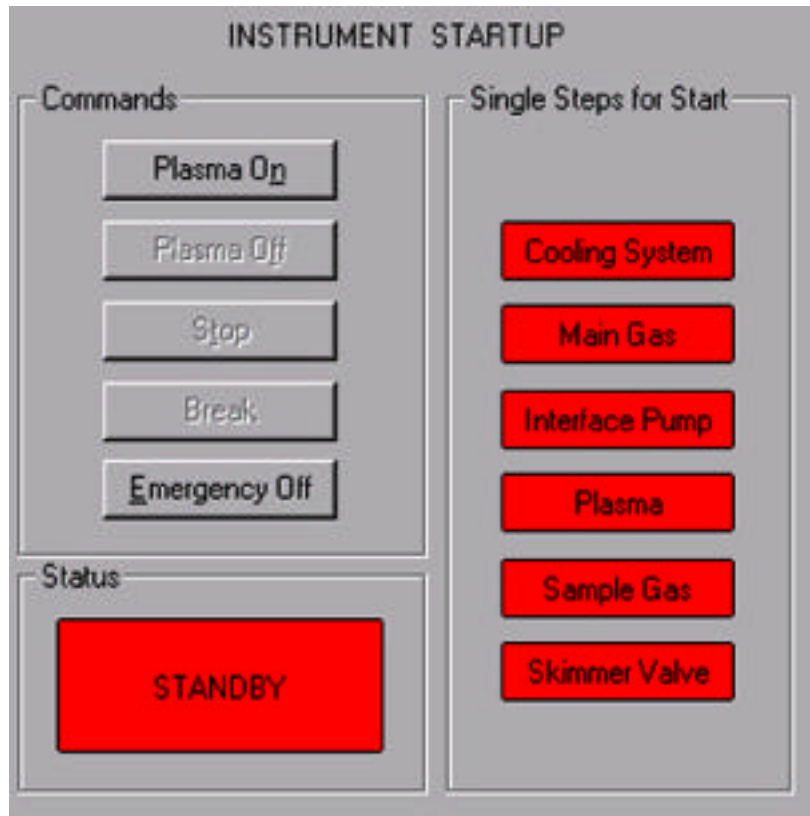 INSTRUMENT STARTUP
Commands
Plasma On
Plasma Off
Stop
Break
Emergency Off
Status
STANDBY
Single Steps for Start
Cooling System
Main Gas
Interface Pump
Plasma
Sample Gas
Skimmer Valve